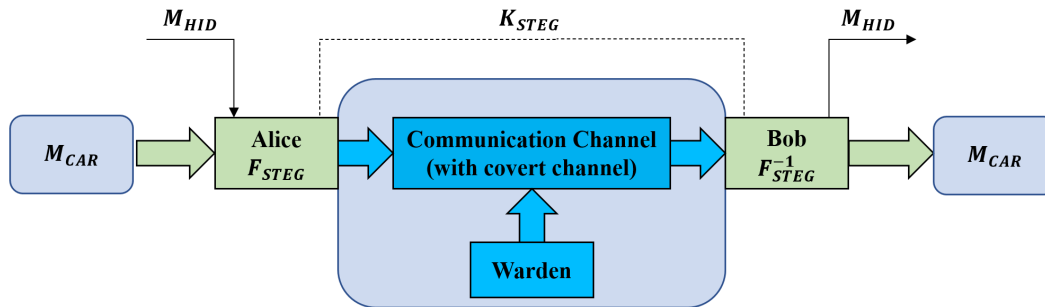 M_HID
K_STEG
M_HID
M_CAR
Alice
F_STEG
Communication Channel
(with covert channel)
Bob
F_STEG^{-1}
M_CAR
Warden